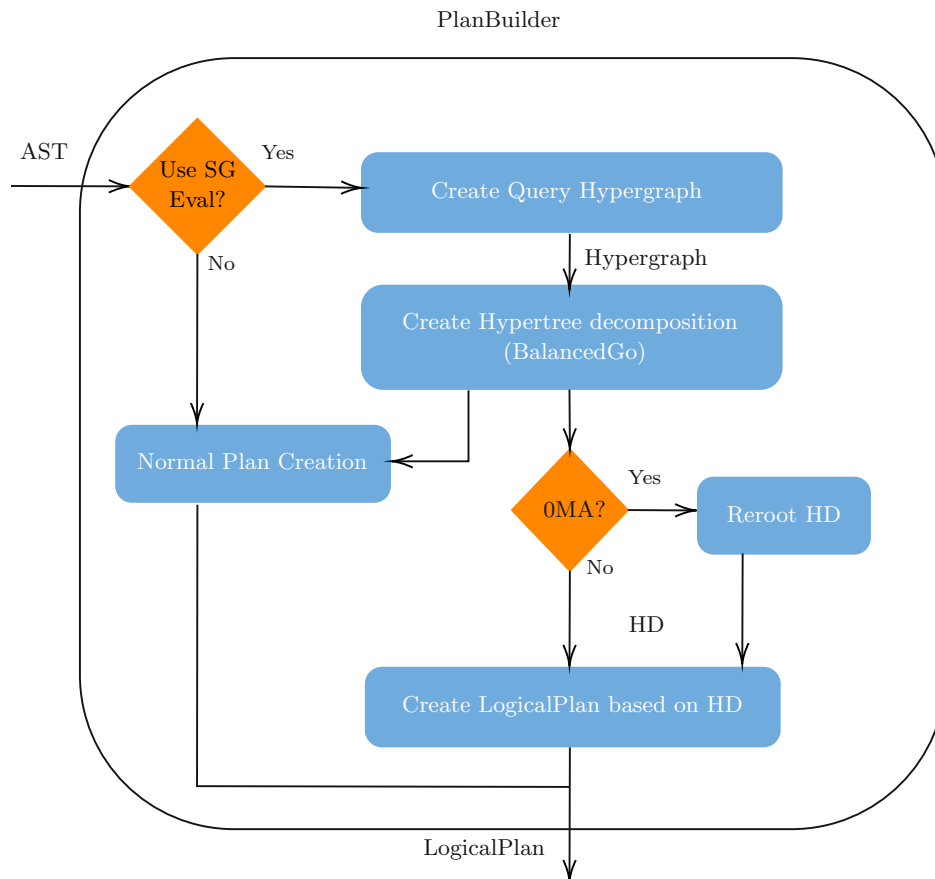 PlanBuilder
AST
Use SG
Eval?
Yes
Create Query Hypergraph
No
Hypergraph
Create Hypertree decomposition
(BalancedGo)
Normal Plan Creation
0MA?
Yes
Reroot HD
No
HD
Create LogicalPlan based on HD
LogicalPlan